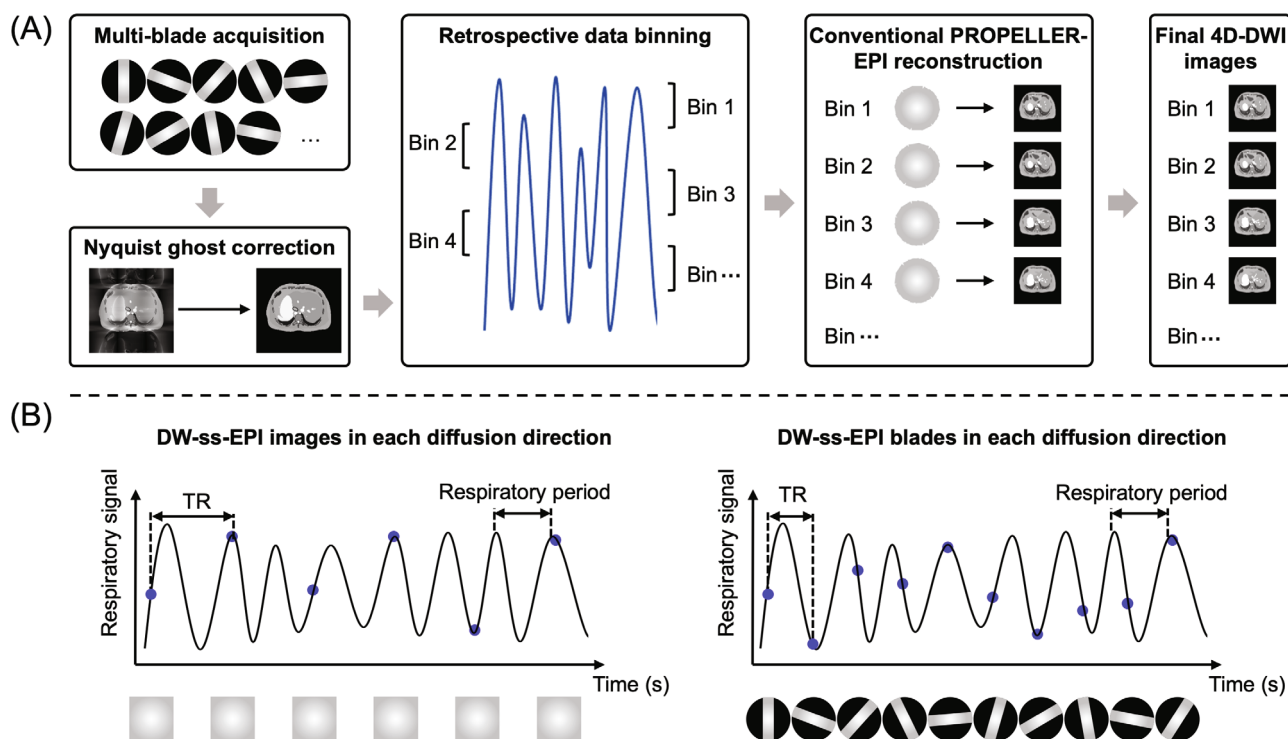 (A)
Multi-blade acquisition
...
Nyquist ghost correction
Retrospective data binning
Bin 1
Bin 2
Bin 3
Bin 4
Bin ...
Conventional PROPELLER-
EPI reconstruction
Bin 1
Bin 2
Bin 3
Bin 4
Bin ...
Final 4D-DWI
images
Bin 1
Bin 2
Bin 3
Bin 4
Bin ...
(B)
DW-ss-EPI images in each diffusion direction
Respiratory signal
TR
Respiratory period
Time (s)
DW-ss-EPI blades in each diffusion direction
Respiratory signal
TR
Respiratory period
Time (s)